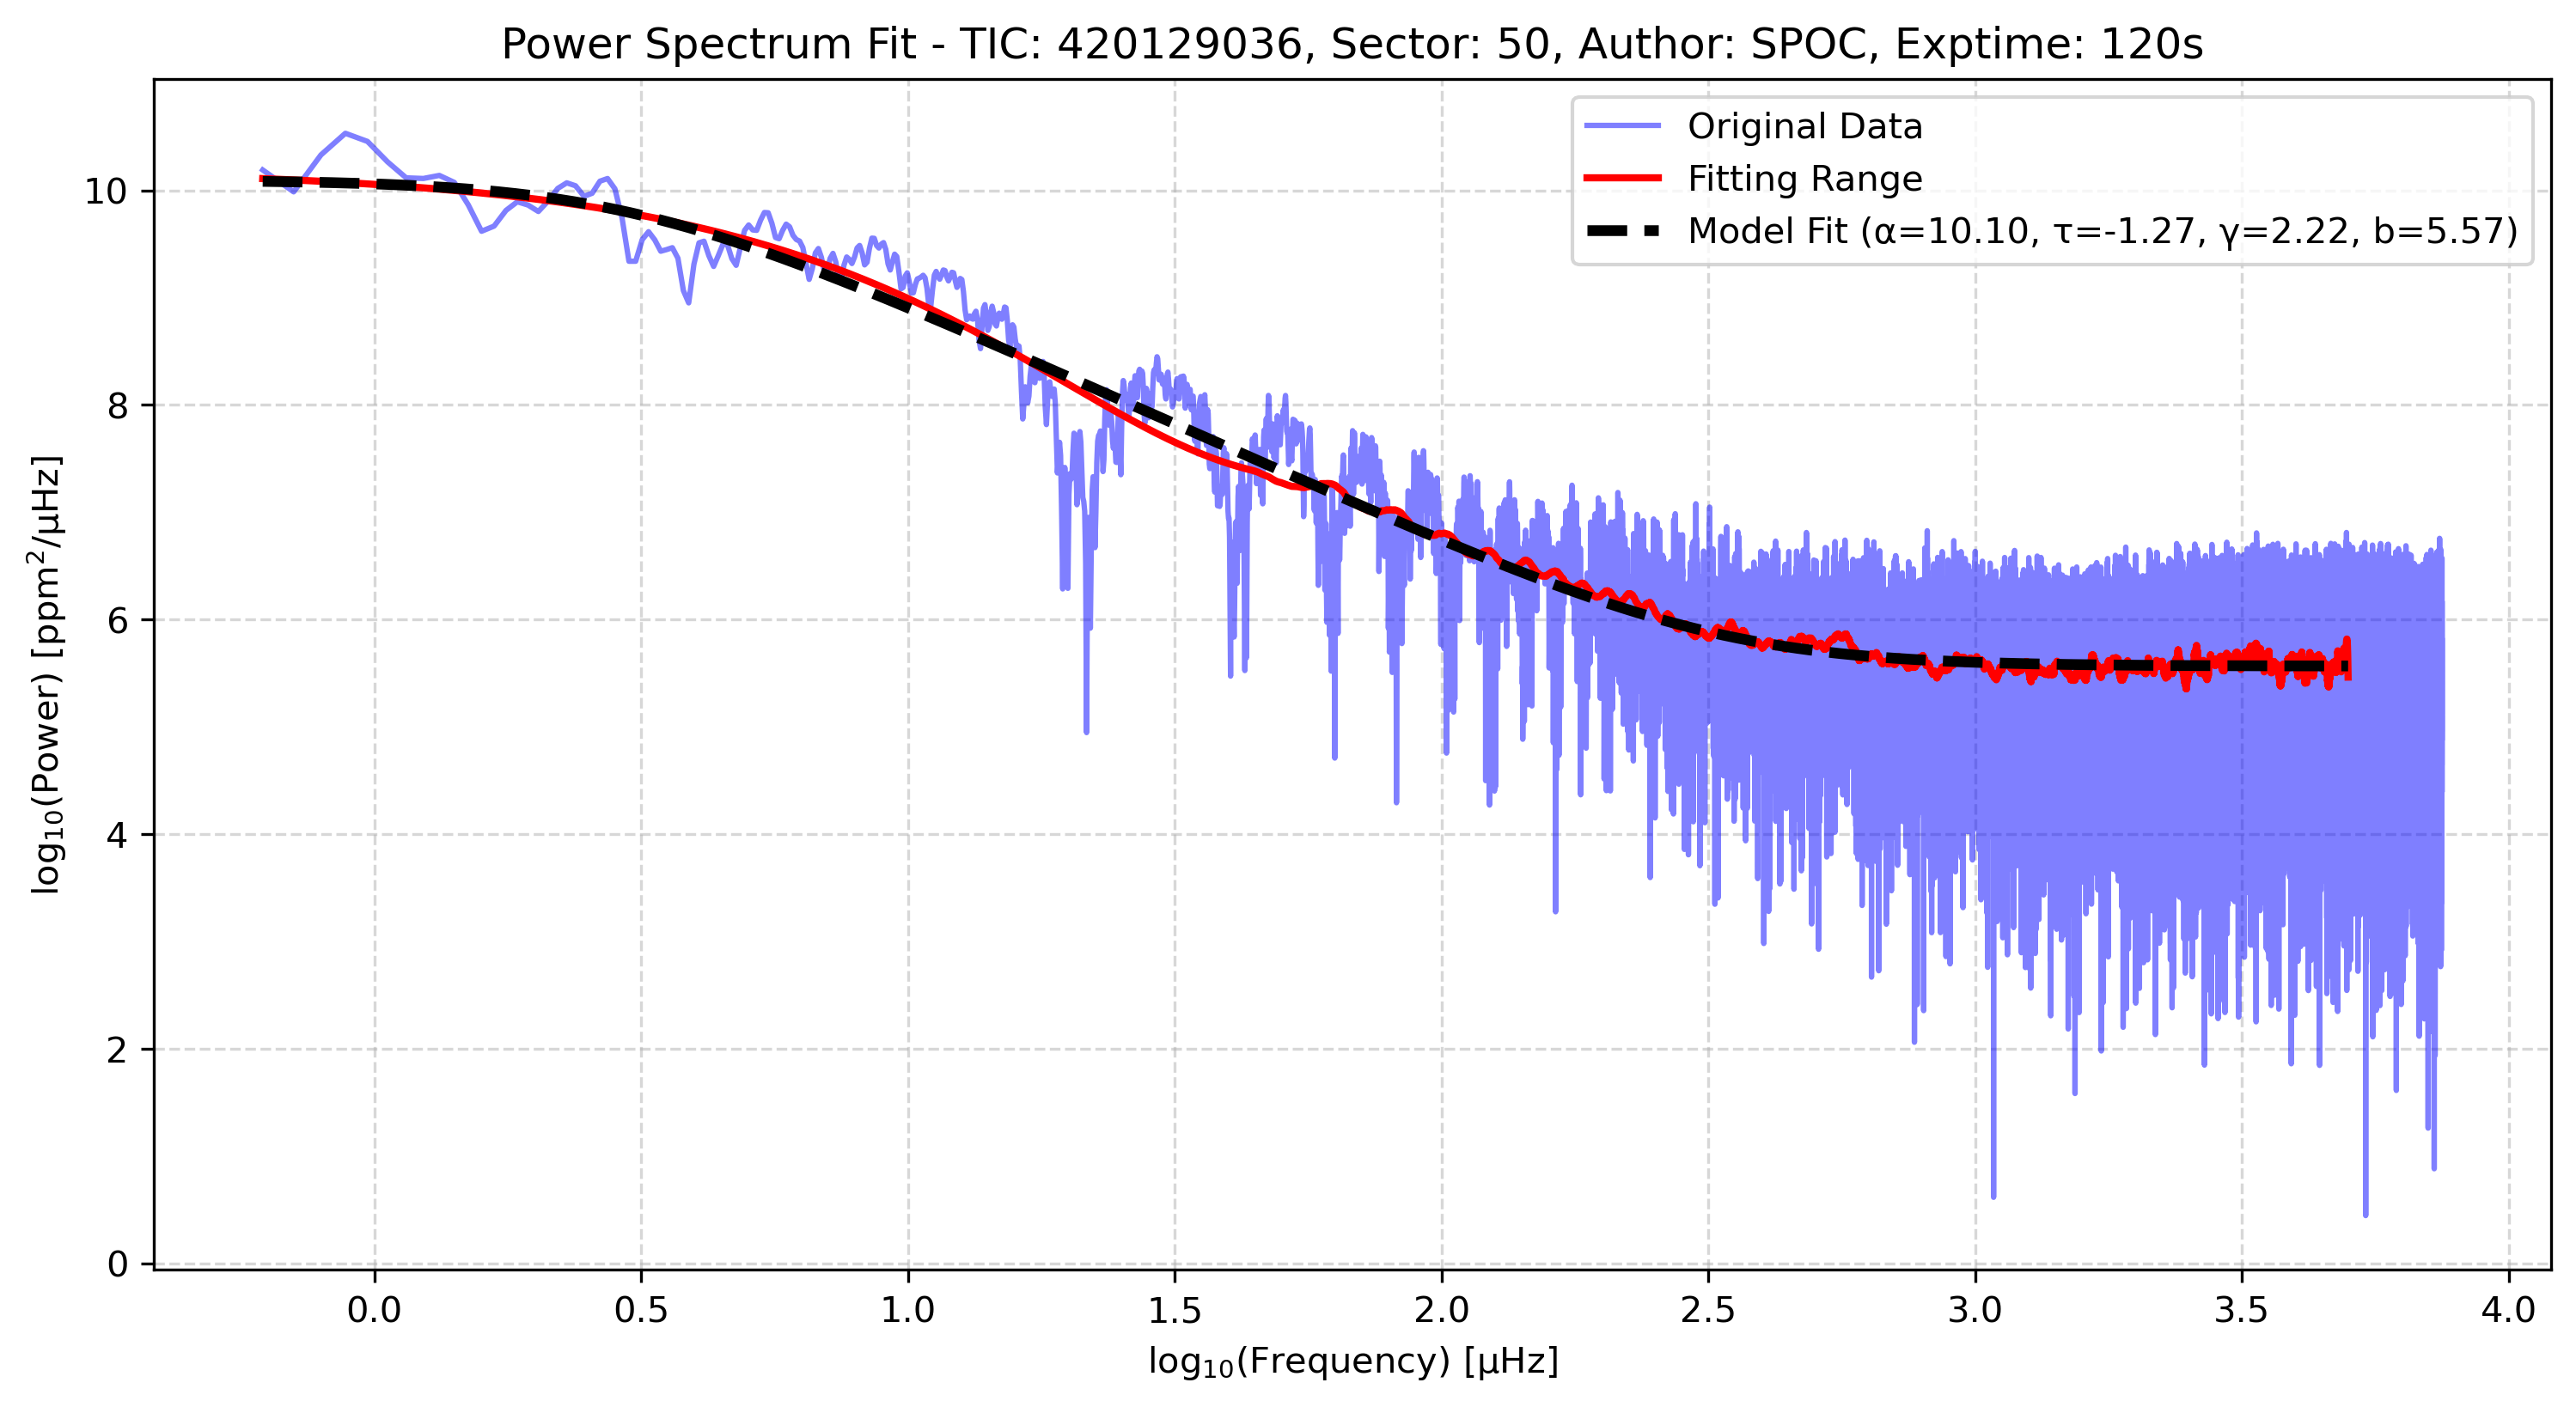 Power Spectrum Fit - TIC: 420129036, Sector: 50, Author: SPOC, Exptime: 120s
Original Data
Fitting Range
Model Fit (α=10.10, τ=-1.27, γ=2.22, b=5.57)
log₁₀(Power) [ppm²/μHz]
10
8
6
4
2
0
0.0 0.5 1.0 1.5 2.0 2.5 3.0 3.5 4.0
log₁₀(Frequency) [μHz]